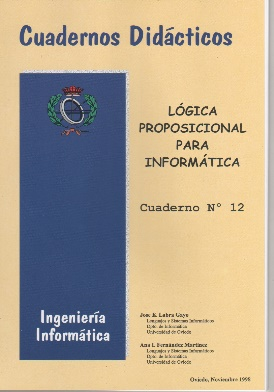 Cuadernos Didácticos
LÓGICA
PROPOSICIONAL
PARA
INFORMÁTICA
Cuaderno Nº 12
Ingeniería
Informática
Jose E. Labra Gayo
Lenguajes y Sistemas Informáticos
Dpto. de Informática
Universidad de Oviedo
Ana I. Fernández Martínez
Lenguajes y Sistemas Informáticos
Dpto. de Informática
Universidad de Oviedo
Oviedo, Noviembre 1998